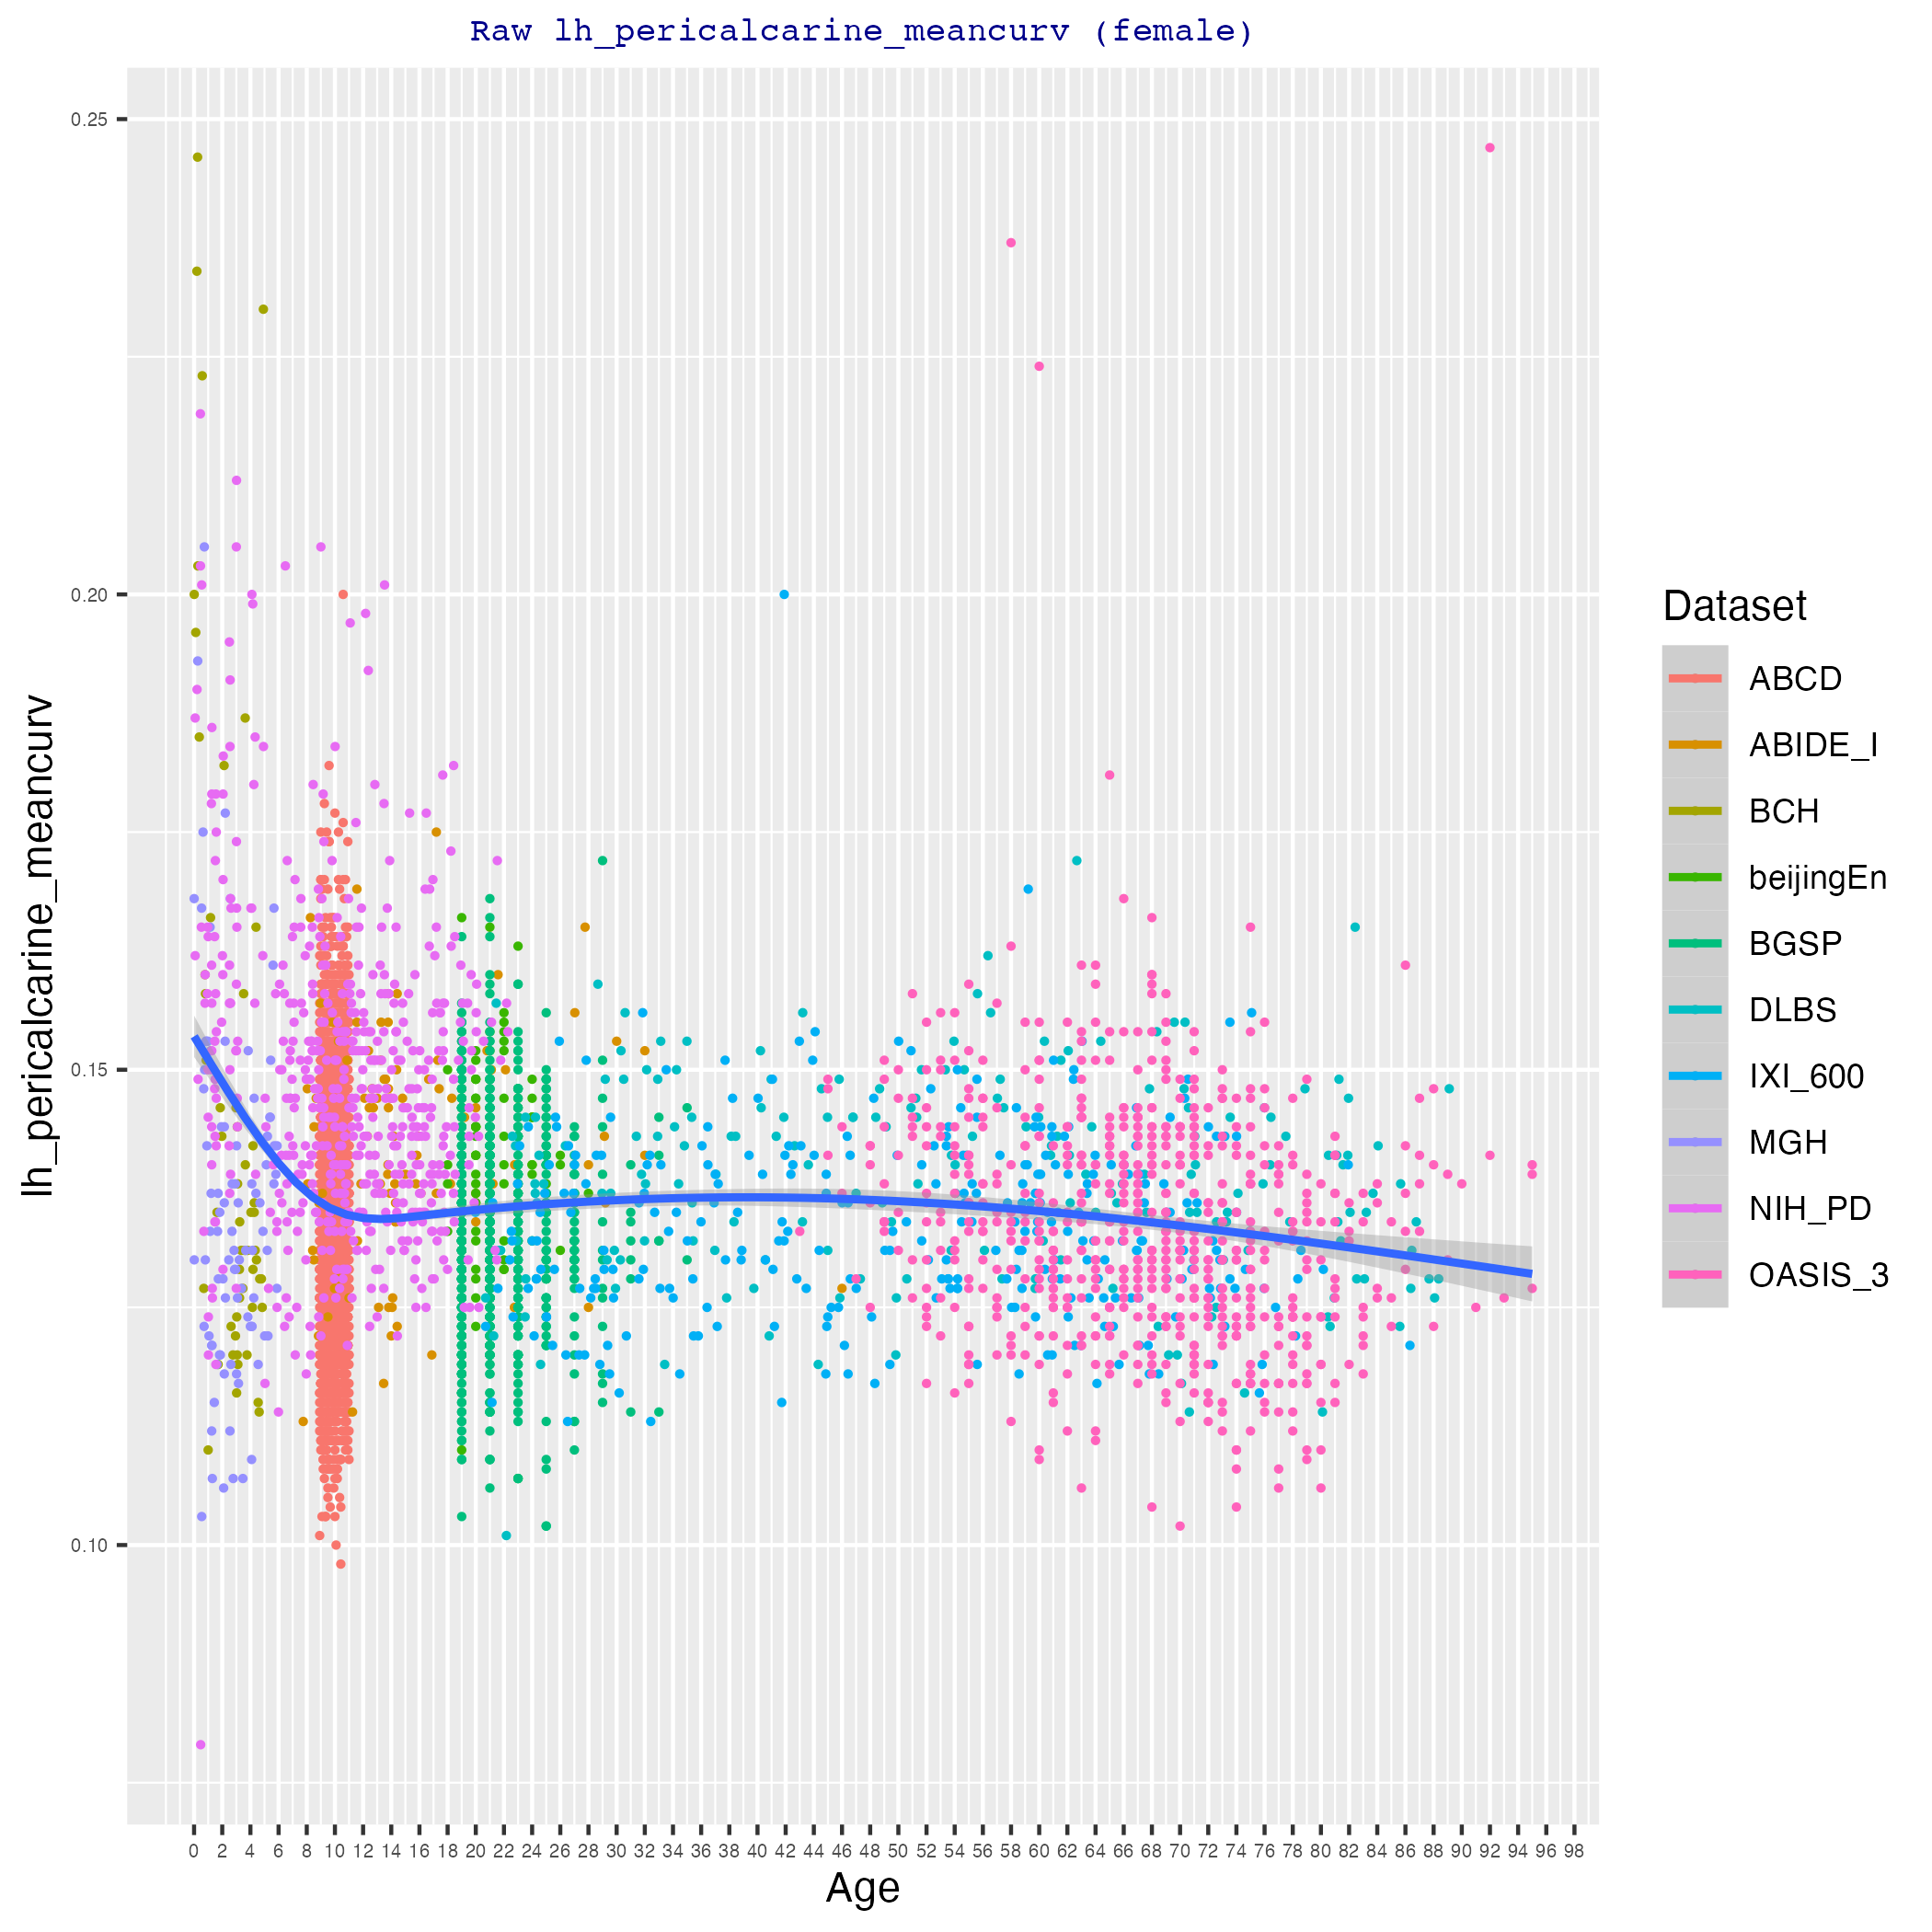 Raw lh_pericalcarine_meancurv (female)
lh_pericalcarine_meancurv
0.25
0.20
0.15
0.10
0 2 4 6 8 10 12 14 16 18 20 22 24 26 28 30 32 34 36 38 40 42 44 46 48 50 52 54 56 58 60 62 64 66 68 70 72 74 76 78 80 82 84 86 88 90 92 94 96 98
Age
Dataset
ABCD
ABIDE_I
BCH
beijingEn
BGSP
DLBS
IXI_600
MGH
NIH_PD
OASIS_3